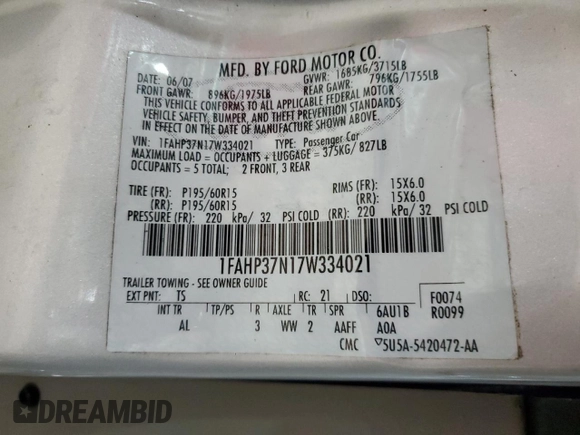 MFD. BY FORD MOTOR CO.
DATE: 06/07 GVWR: 1685KG/3715LB
FRONT GAWR: 896KG/1975LB REAR GAWR: 796KG/1755LB
THIS VEHICLE CONFORMS TO ALL APPLICABLE FEDERAL MOTOR
VEHICLE SAFETY, BUMPER, AND THEFT PREVENTION STANDARDS
IN EFFECT ON THE DATE OF MANUFACTURE SHOWN ABOVE.
VIN: 1FAHP37N17W334021 TYPE: Passenger Car
MAXIMUM LOAD = OCCUPANTS + LUGGAGE = 375KG/ 827LB
OCCUPANTS = 5 TOTAL; 2 FRONT, 3 REAR
TIRE (FR): P195/60R15 RIMS (FR): 15X6.0
(RR): P195/60R15 (RR): 15X6.0
PRESSURE (FR): 220 kPa/ 32 PSI COLD (RR): 220 kPa/ 32 PSI COLD
1FAHP37N17W334021
TRAILER TOWING - SEE OWNER GUIDE
EXT PNT: TS RC: 21 DSO: F0074
INT TR TP/PS R AXLE TR SPR 6AU1B R0099
AL 3 WW 2 AAFF A0A
CMC ▽5U5A-5420472-AA
DREAMBID